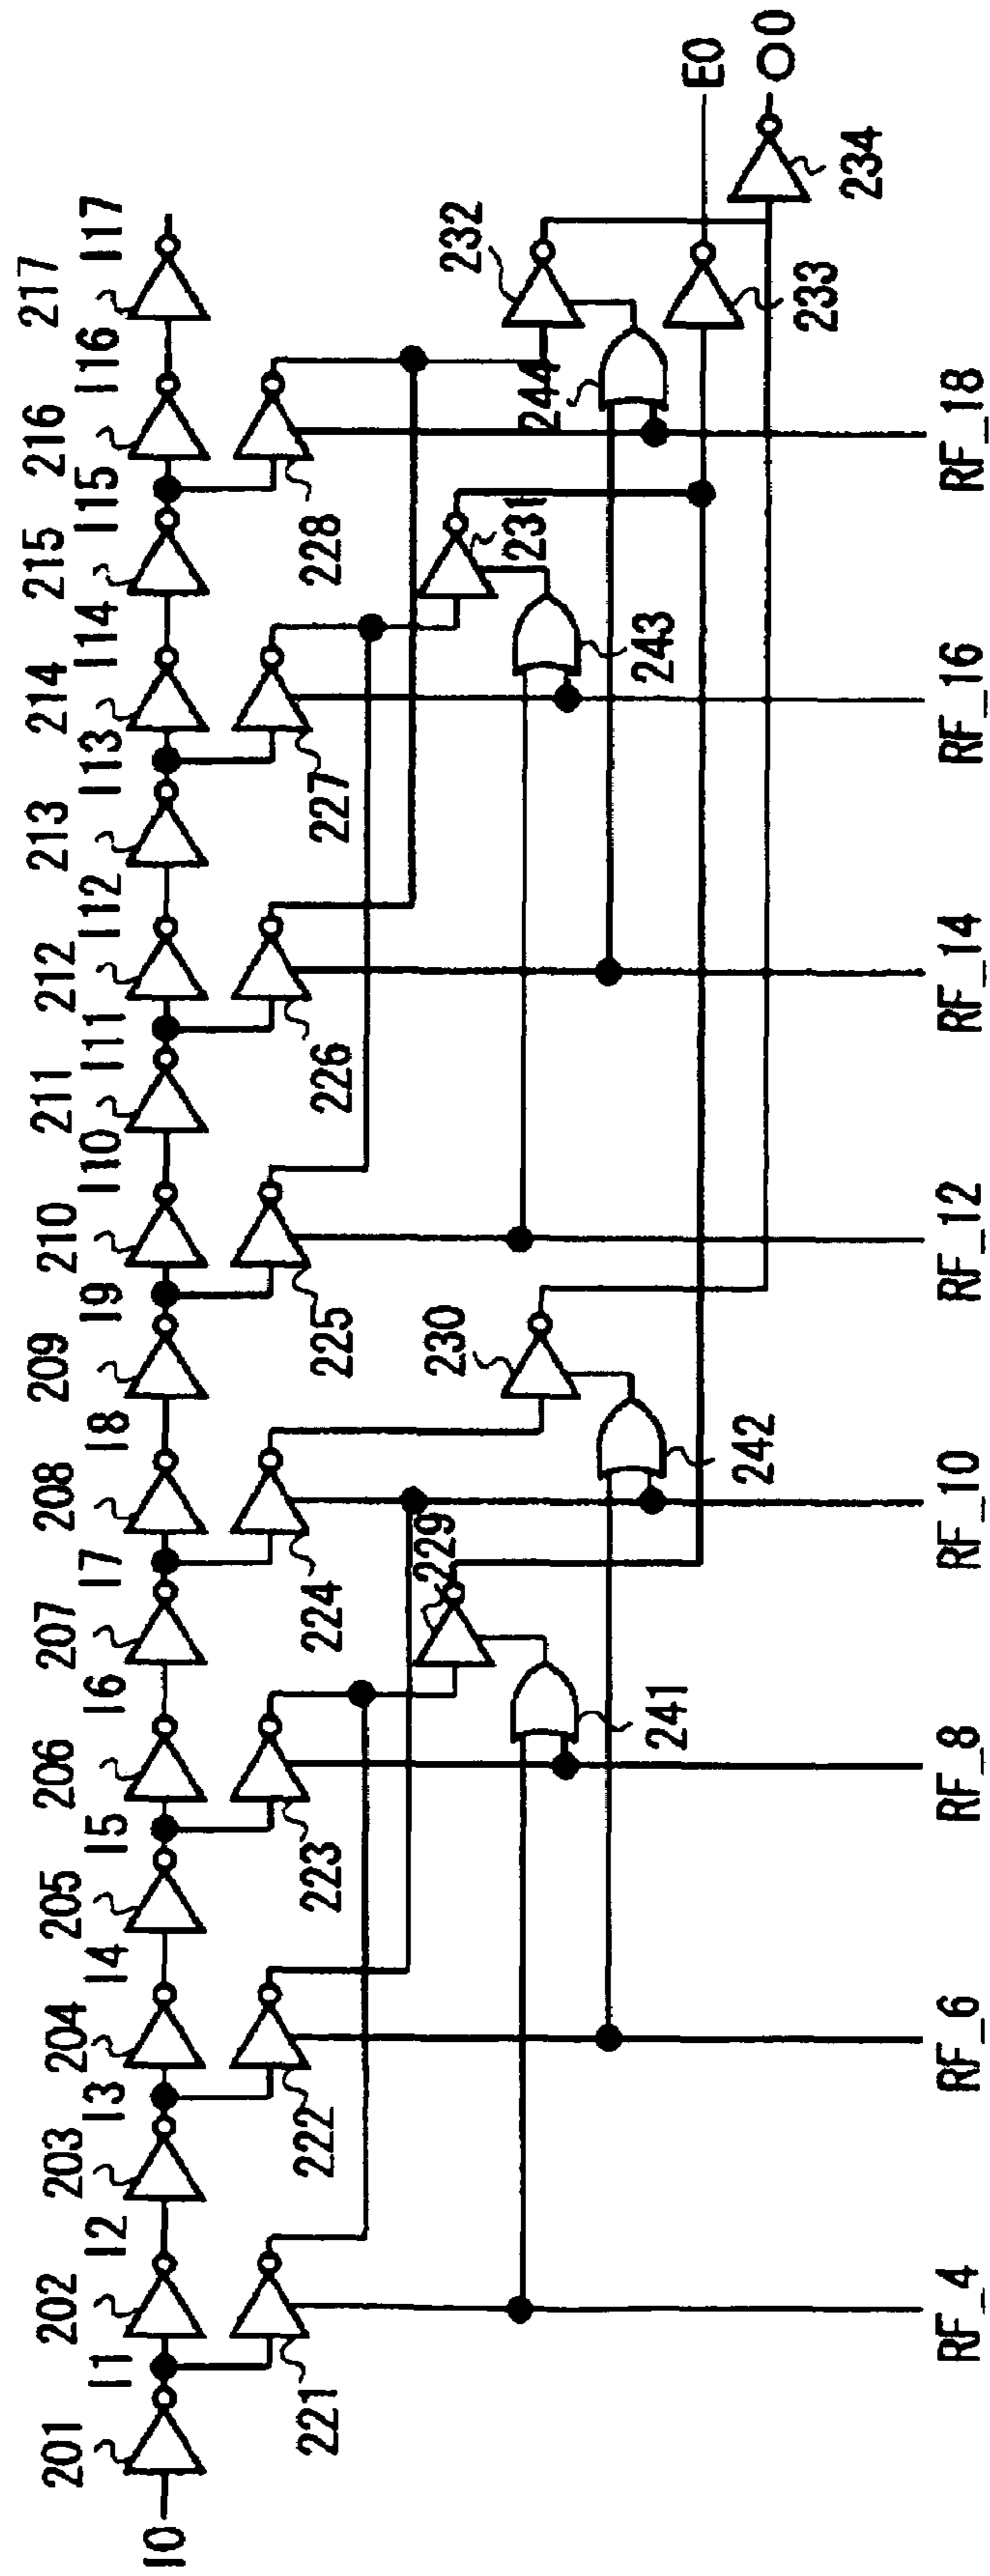 201 202 203 204 205 206 207 208 209 210 211 212 213 214 215 216 217
I0 I1 I2 I3 I4 I5 I6 I7 I8 I9 I10 I11 I12 I13 I14 I15 I16 I17
221 222 223 224 225 226 227 228
229 230 231 232
241 242 243 244
233 EO
234 OO
RF_4 RF_6 RF_8 RF_10 RF_12 RF_14 RF_16 RF_18